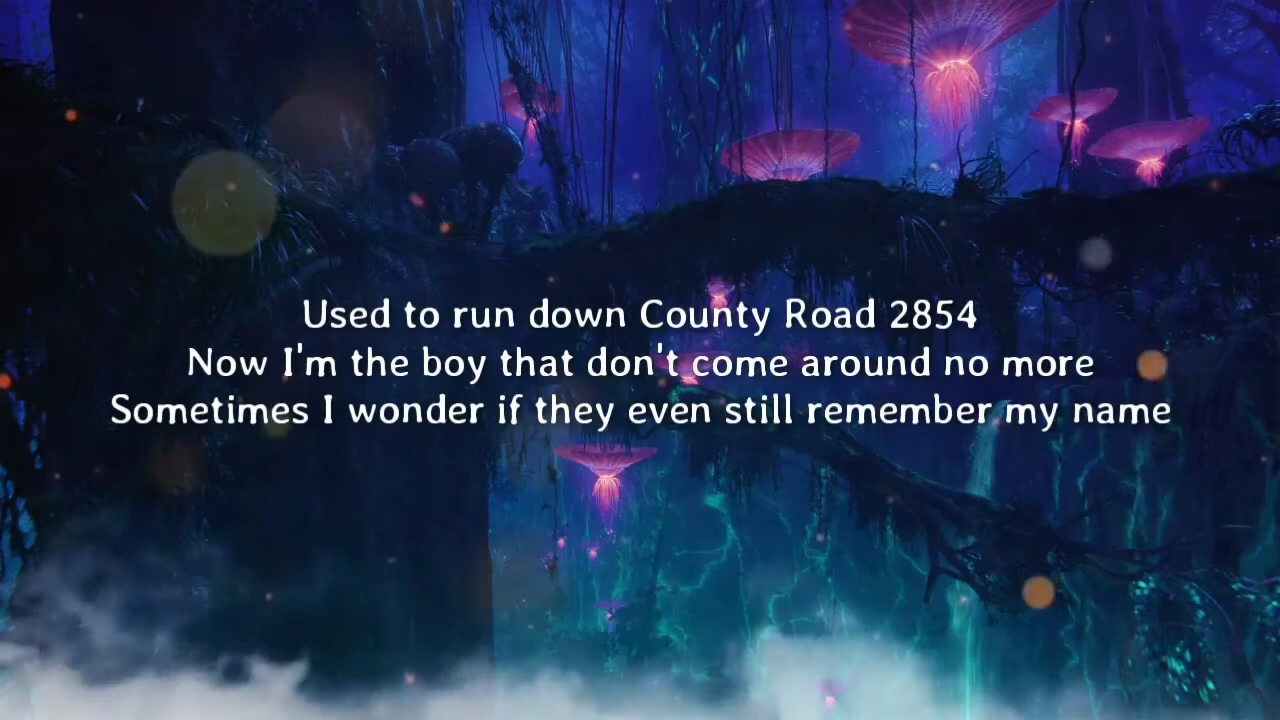 Used to run down County Road 2854
Now I'm the boy that don't come around no more
Sometimes I wonder if they even still remember my name